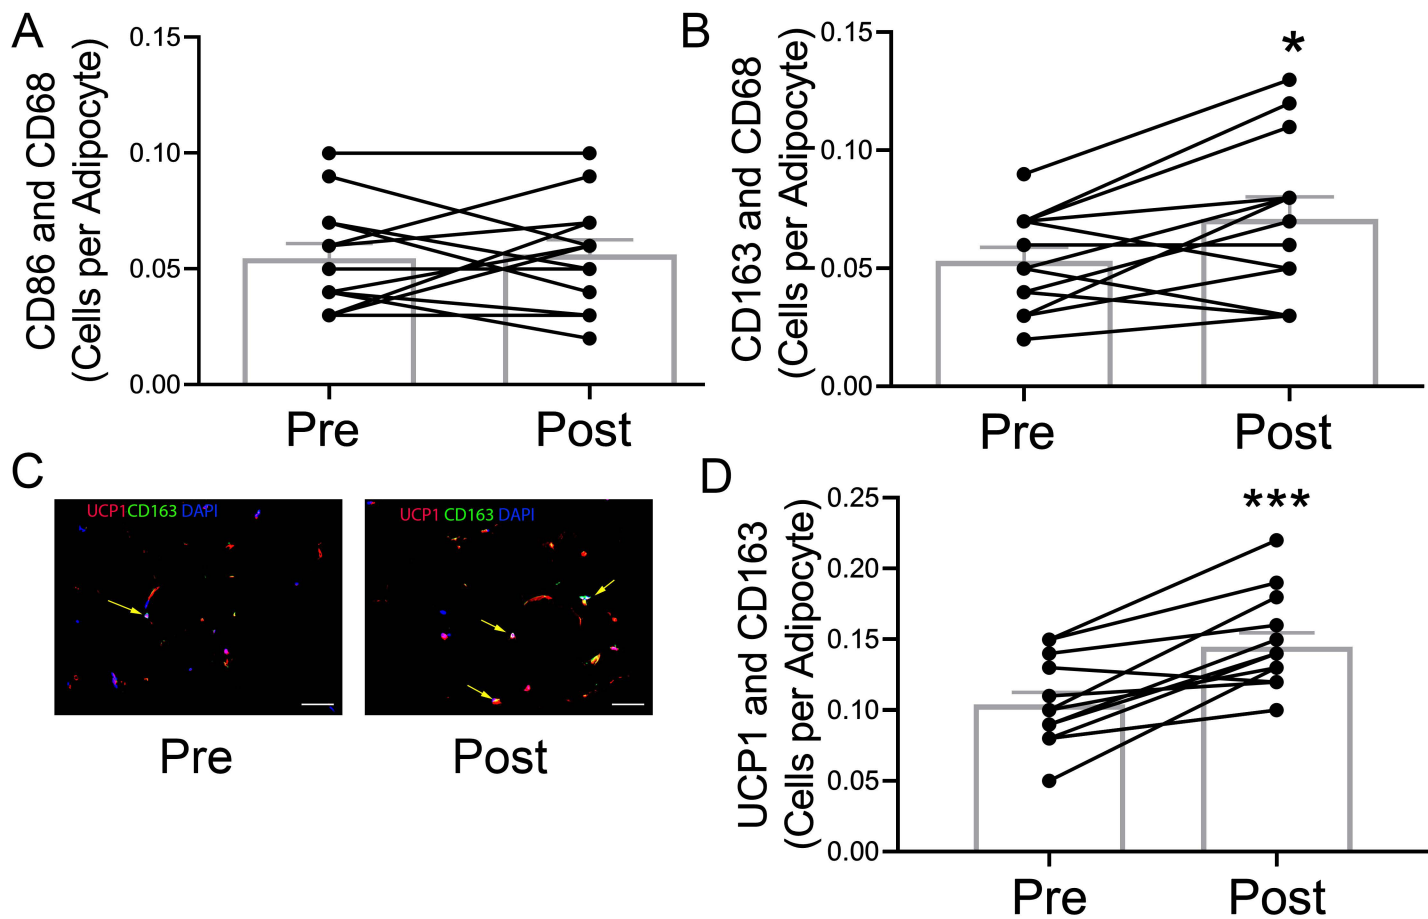 A
CD86 and CD68
(Cells per Adipocyte)
0.15
0.10
0.05
0.00
Pre Post
B
CD163 and CD68
(Cells per Adipocyte)
0.15
0.10
0.05
0.00
*
Pre Post
C
UCP1CD163 DAPI
Pre
UCP1 CD163 DAPI
Post
D
UCP1 and CD163
(Cells per Adipocyte)
0.25
0.20
0.15
0.10
0.05
0.00
***
Pre Post